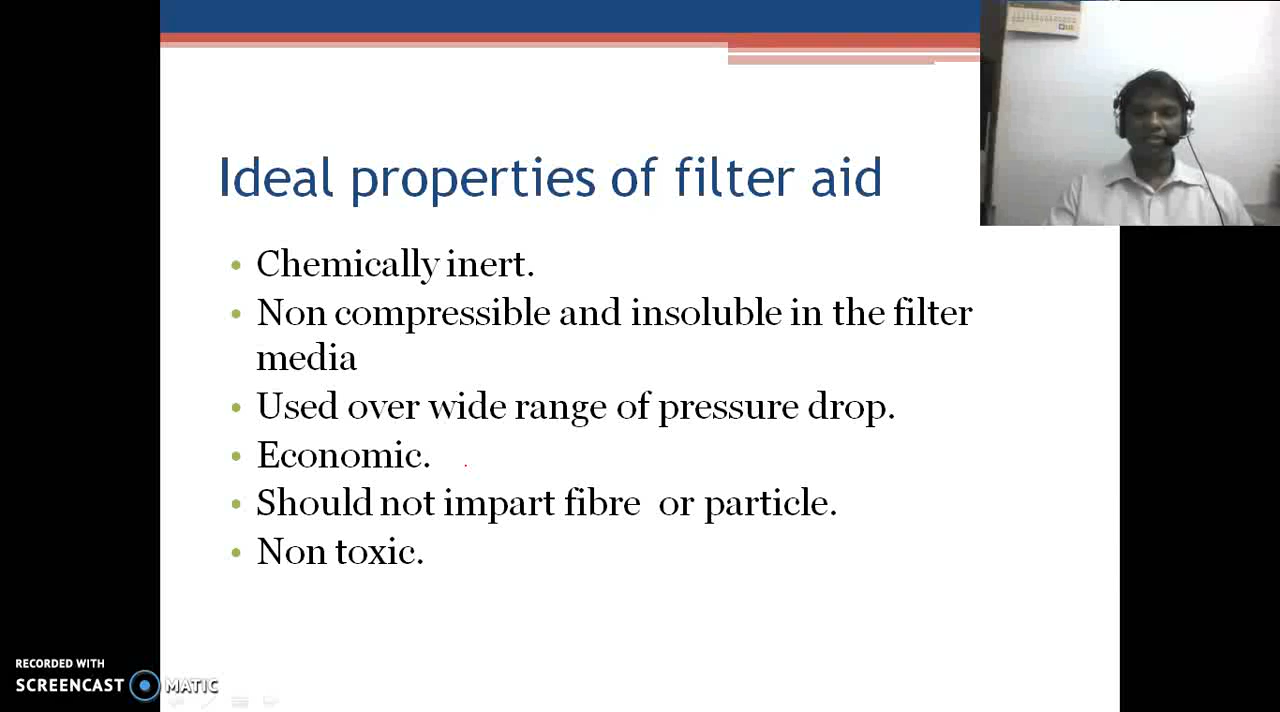 Ideal properties of filter aid
Chemically inert.
Non compressible and insoluble in the filter
media
Used over wide range of pressure drop.
Economic.
Should not impart fibre or particle.
Non toxic.
RECORDED WITH
SCREENCAST MATIC